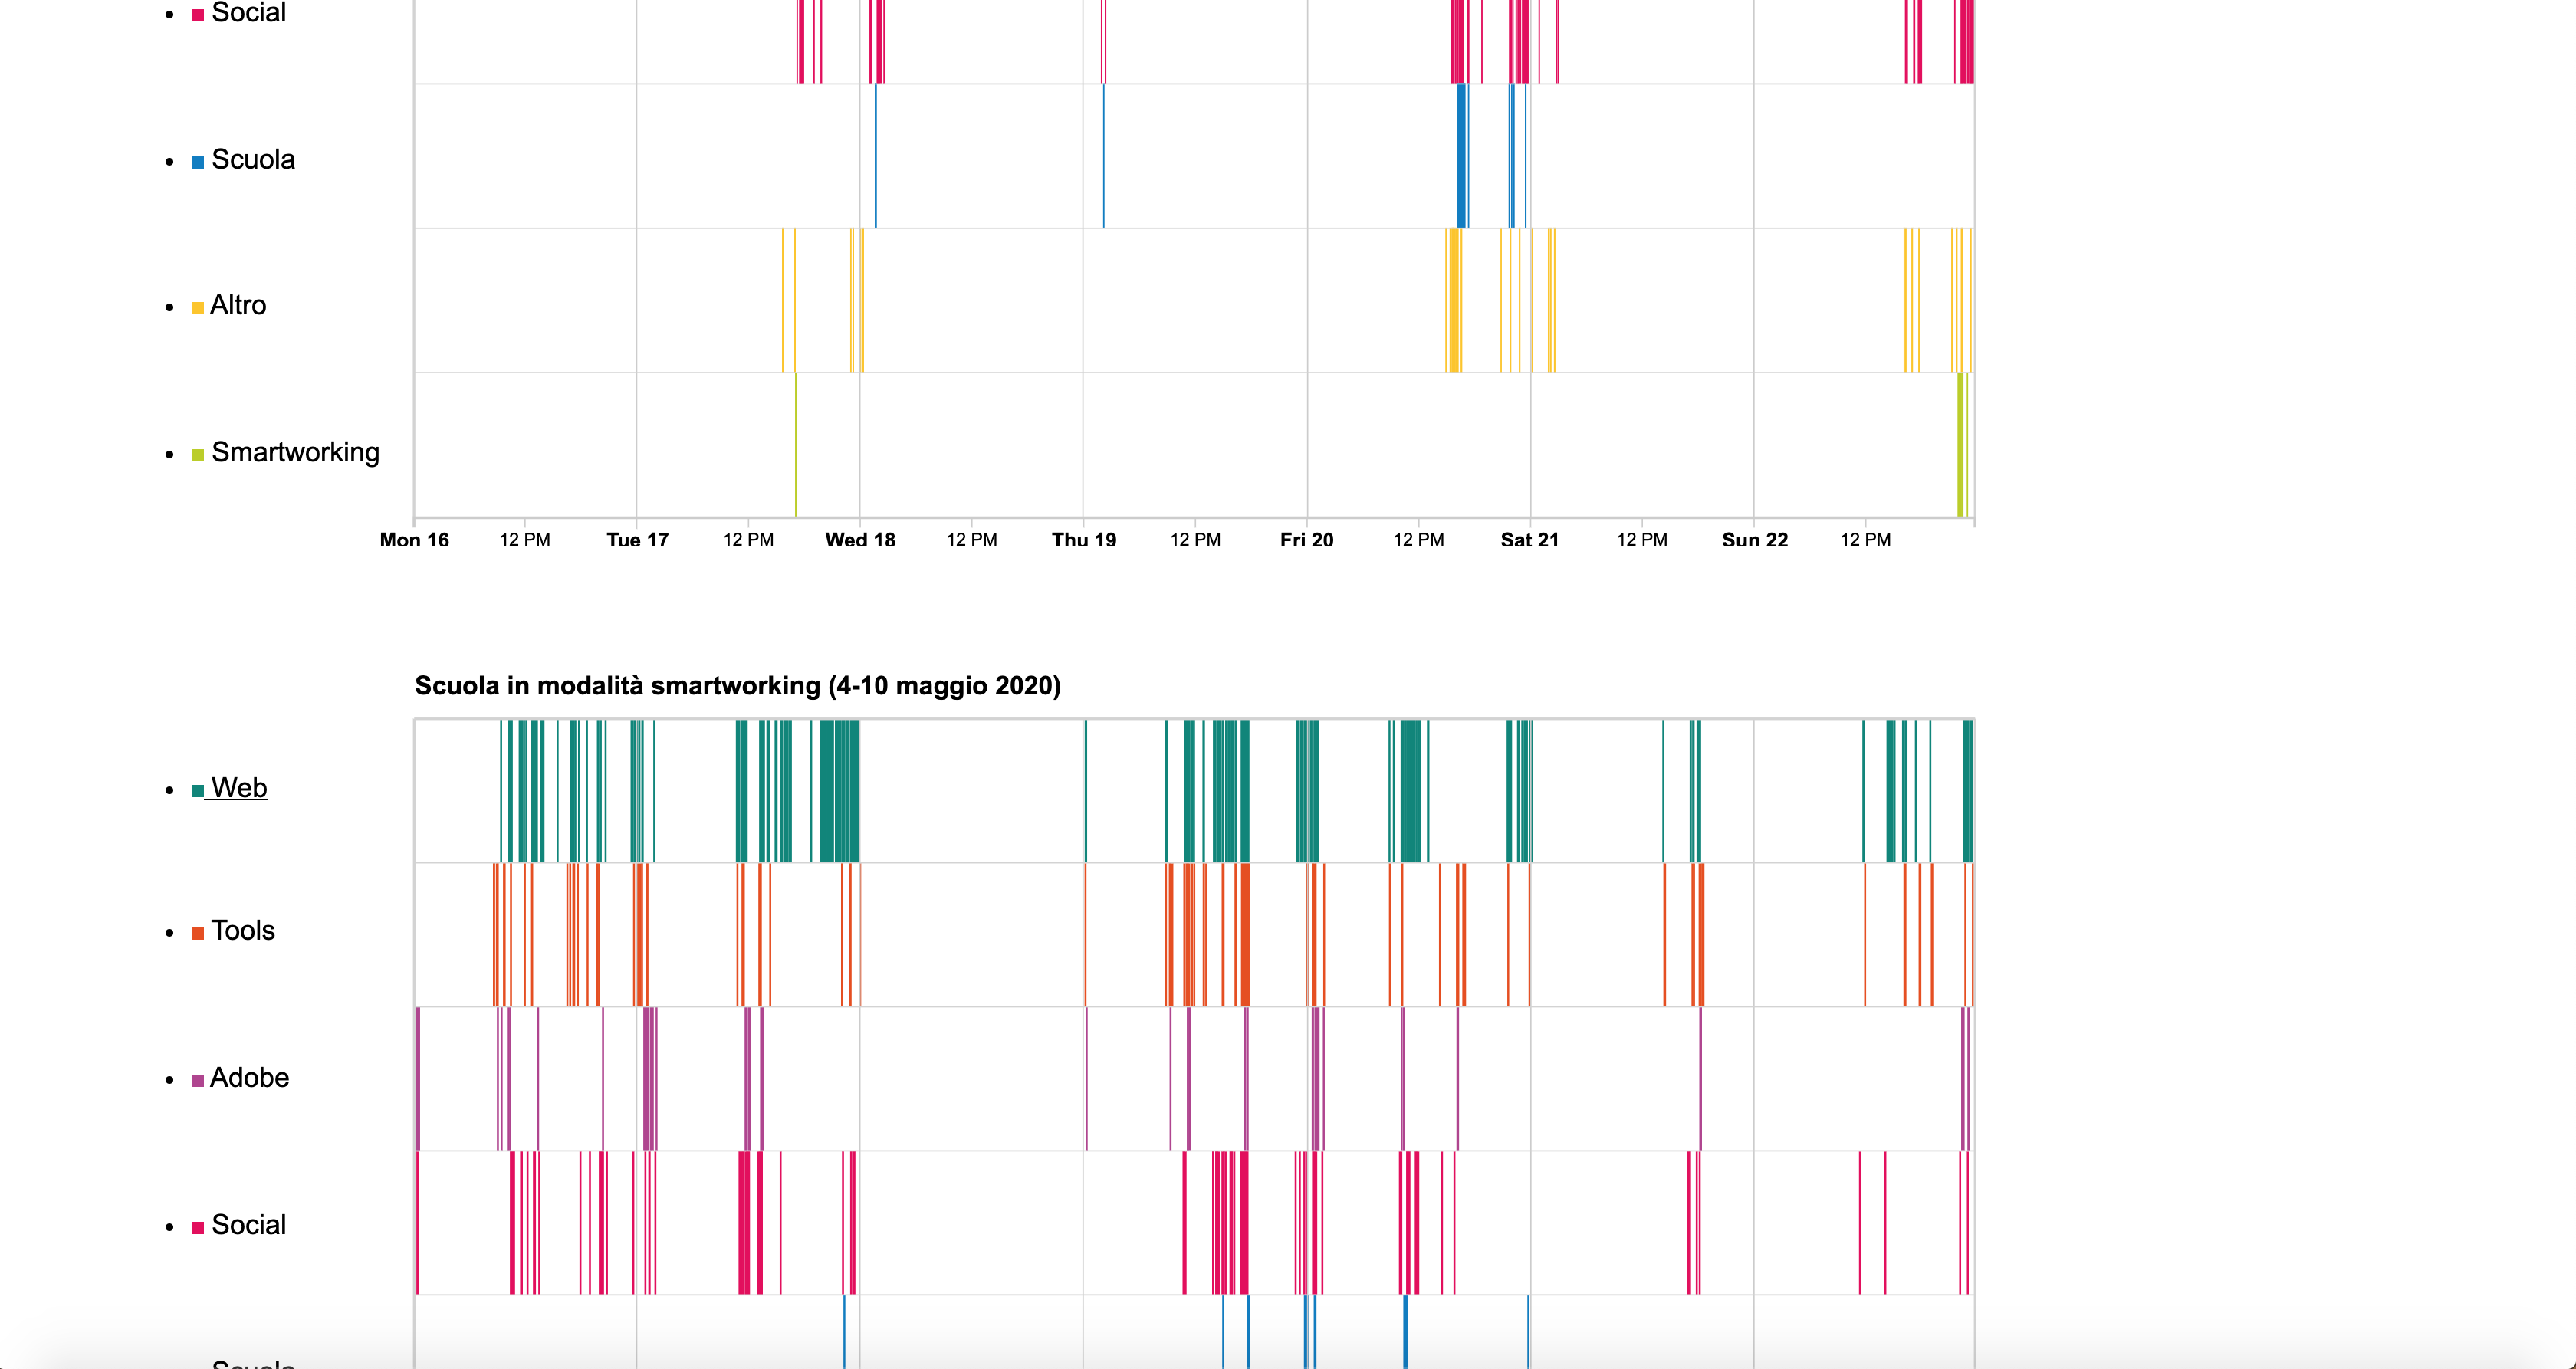 Social
Scuola
Altro
Smartworking
Mon 16 12 PM Tue 17 12 PM Wed 18 12 PM Thu 19 12 PM Fri 20 12 PM Sat 21 12 PM Sun 22 12 PM
Scuola in modalità smartworking (4-10 maggio 2020)
Web
Tools
Adobe
Social
Scuola